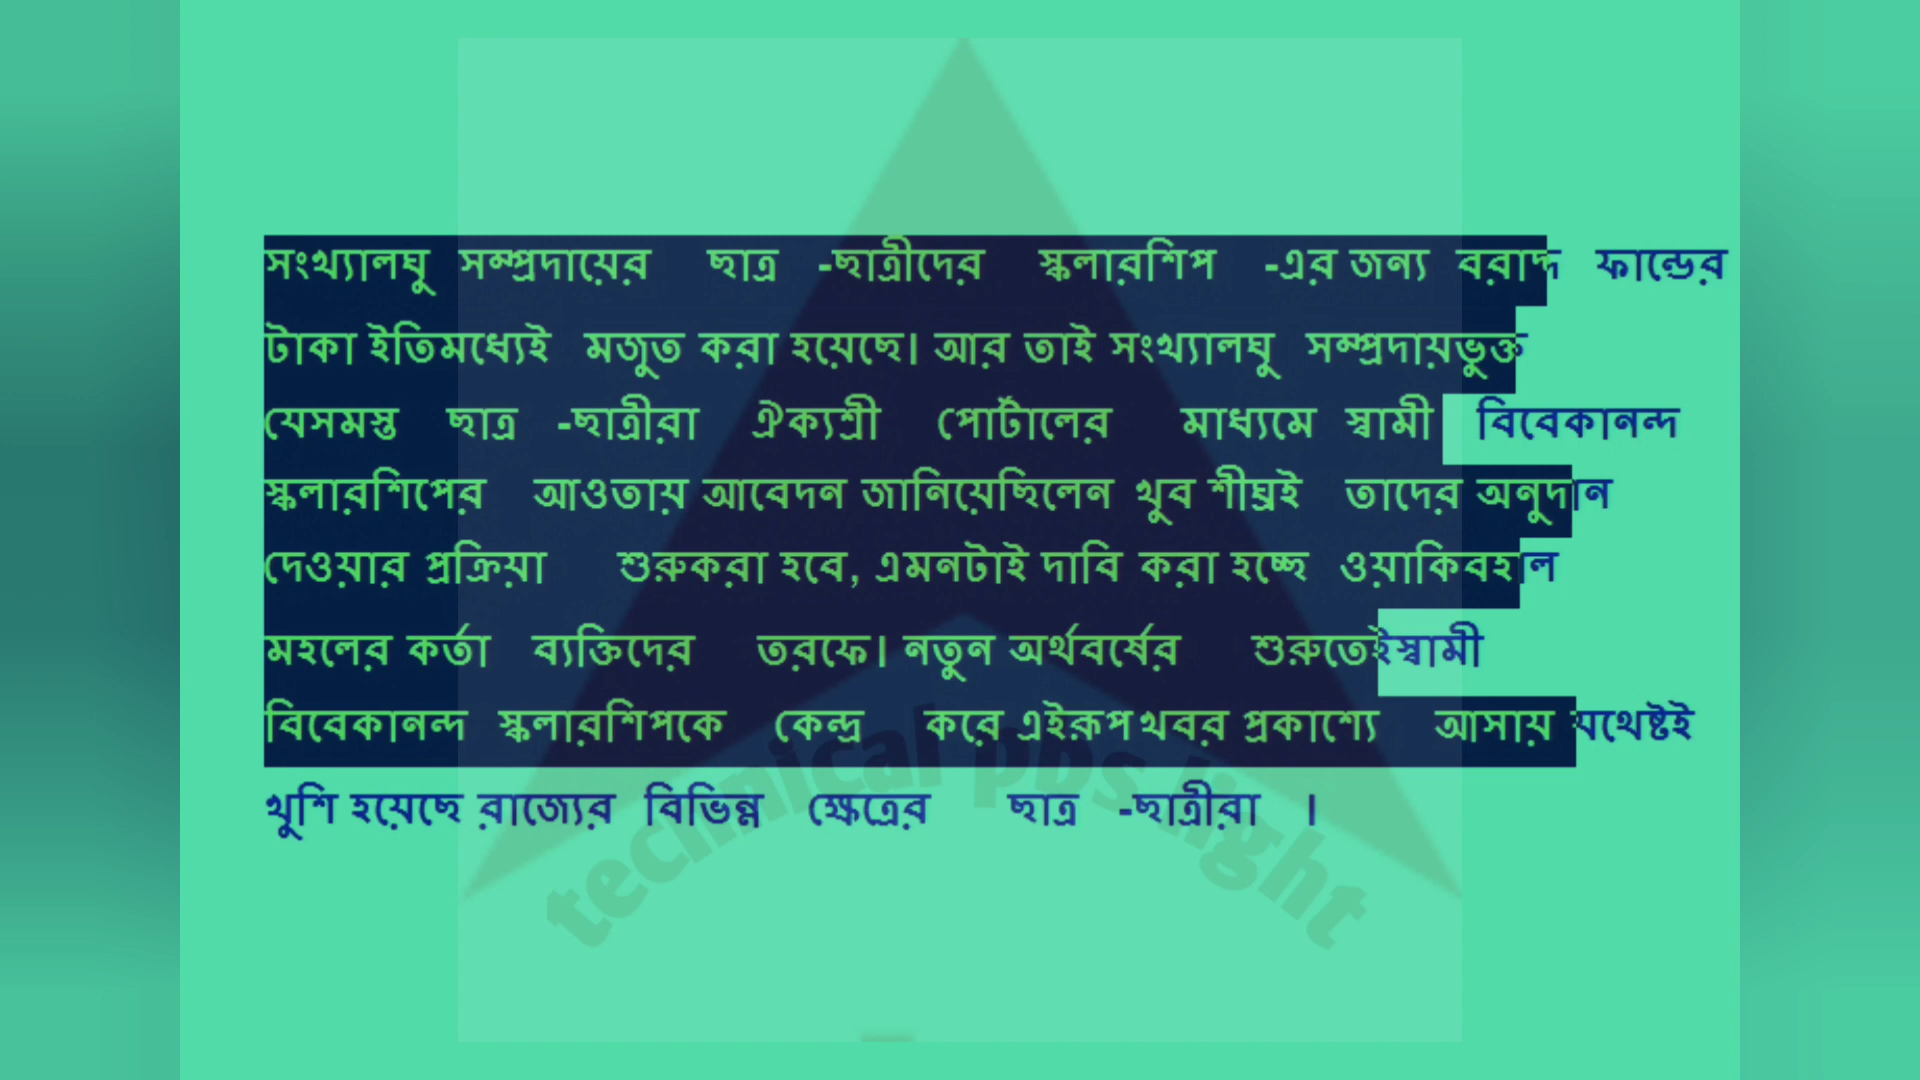 সংখ্যালঘু সম্প্রদায়ের ছাত্র -ছাত্রীদের স্কলারশিপ -এর জন্য বরাদ্দ ফান্ডের
টাকা ইতিমধ্যেই মজুত করা হয়েছে। আর তাই সংখ্যালঘু সম্প্রদায়ভুক্ত
যেসমস্ত ছাত্র -ছাত্রীরা ঐক্যশ্রী পোর্টালের মাধ্যমে স্বামী বিবেকানন্দ
স্কলারশিপের আওতায় আবেদন জানিয়েছিলেন খুব শীঘ্রই তাদের অনুদান
দেওয়ার প্রক্রিয়া শুরুকরা হবে, এমনটাই দাবি করা হচ্ছে ওয়াকিবহাল
মহলের কর্তা ব্যক্তিদের তরফে। নতুন অর্থবর্ষের শুরুতেইস্বামী
বিবেকানন্দ স্কলারশিপকে কেন্দ্র করে এইরূপ খবর প্রকাশ্যে আসায় যথেষ্টই
খুশি হয়েছে রাজ্যের বিভিন্ন ক্ষেত্রের ছাত্র -ছাত্রীরা ।
technical pbs light